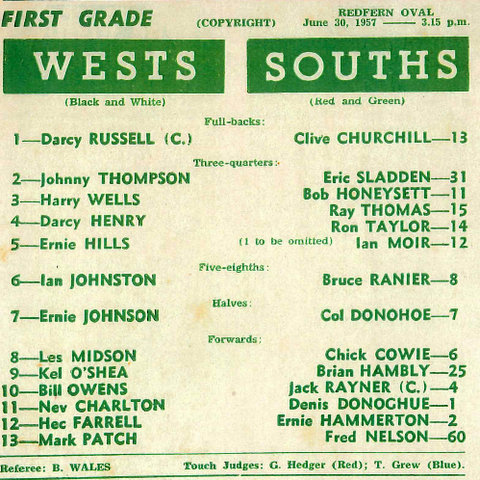 FIRST GRADE (COPYRIGHT) REDFERN OVAL
June 30, 1957 — 3.15 p.m.
WESTS SOUTHS
(Black and White) (Red and Green)
Full-backs:
1—Darcy RUSSELL (C.) Clive CHURCHILL—13
Three-quarters:
2—Johnny THOMPSON Eric SLADDEN—31
3—Harry WELLS Bob HONEYSETT—11
4—Darcy HENRY Ray THOMAS—15
Ron TAYLOR—14
5—Ernie HILLS (1 to be omitted) Ian MOIR—12
Five-eighths:
6—Ian JOHNSTON Bruce RANIER—8
Halves:
7—Ernie JOHNSON Col DONOHOE—7
Forwards:
8—Les MIDSON Chick COWIE—6
9—Kel O'SHEA Brian HAMBLY—25
10—Bill OWENS Jack RAYNER (C.)—4
11—Nev CHARLTON Denis DONOGHUE—1
12—Hec FARRELL Ernie HAMMERTON—2
13—Mark PATCH Fred NELSON—60
Referee: B. WALES Touch Judges: G. Hedger (Red); T. Grew (Blue).